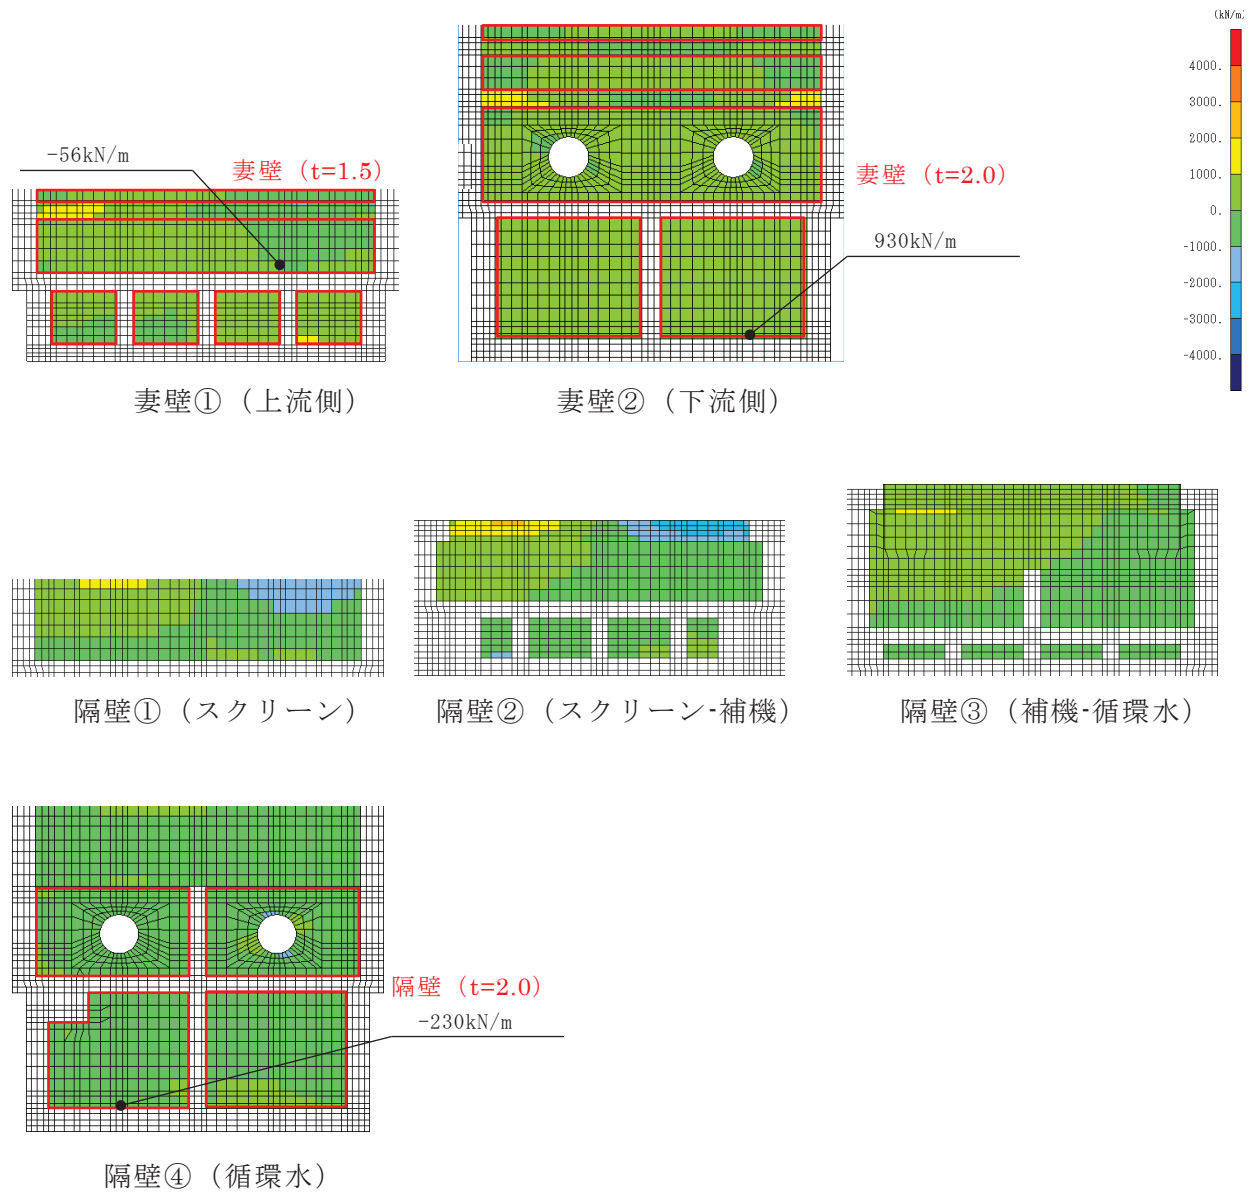 (kN/m)
4000.
3000.
2000.
1000.
0.
-1000.
-2000.
-3000.
-4000.
-56kN/m
妻壁（t=1.5）
妻壁（t=2.0）
930kN/m
妻壁①（上流側）
妻壁②（下流側）
隔壁①（スクリーン）
隔壁②（スクリーン-補機）
隔壁③（補機-循環水）
隔壁（t=2.0）
-230kN/m
隔壁④（循環水）